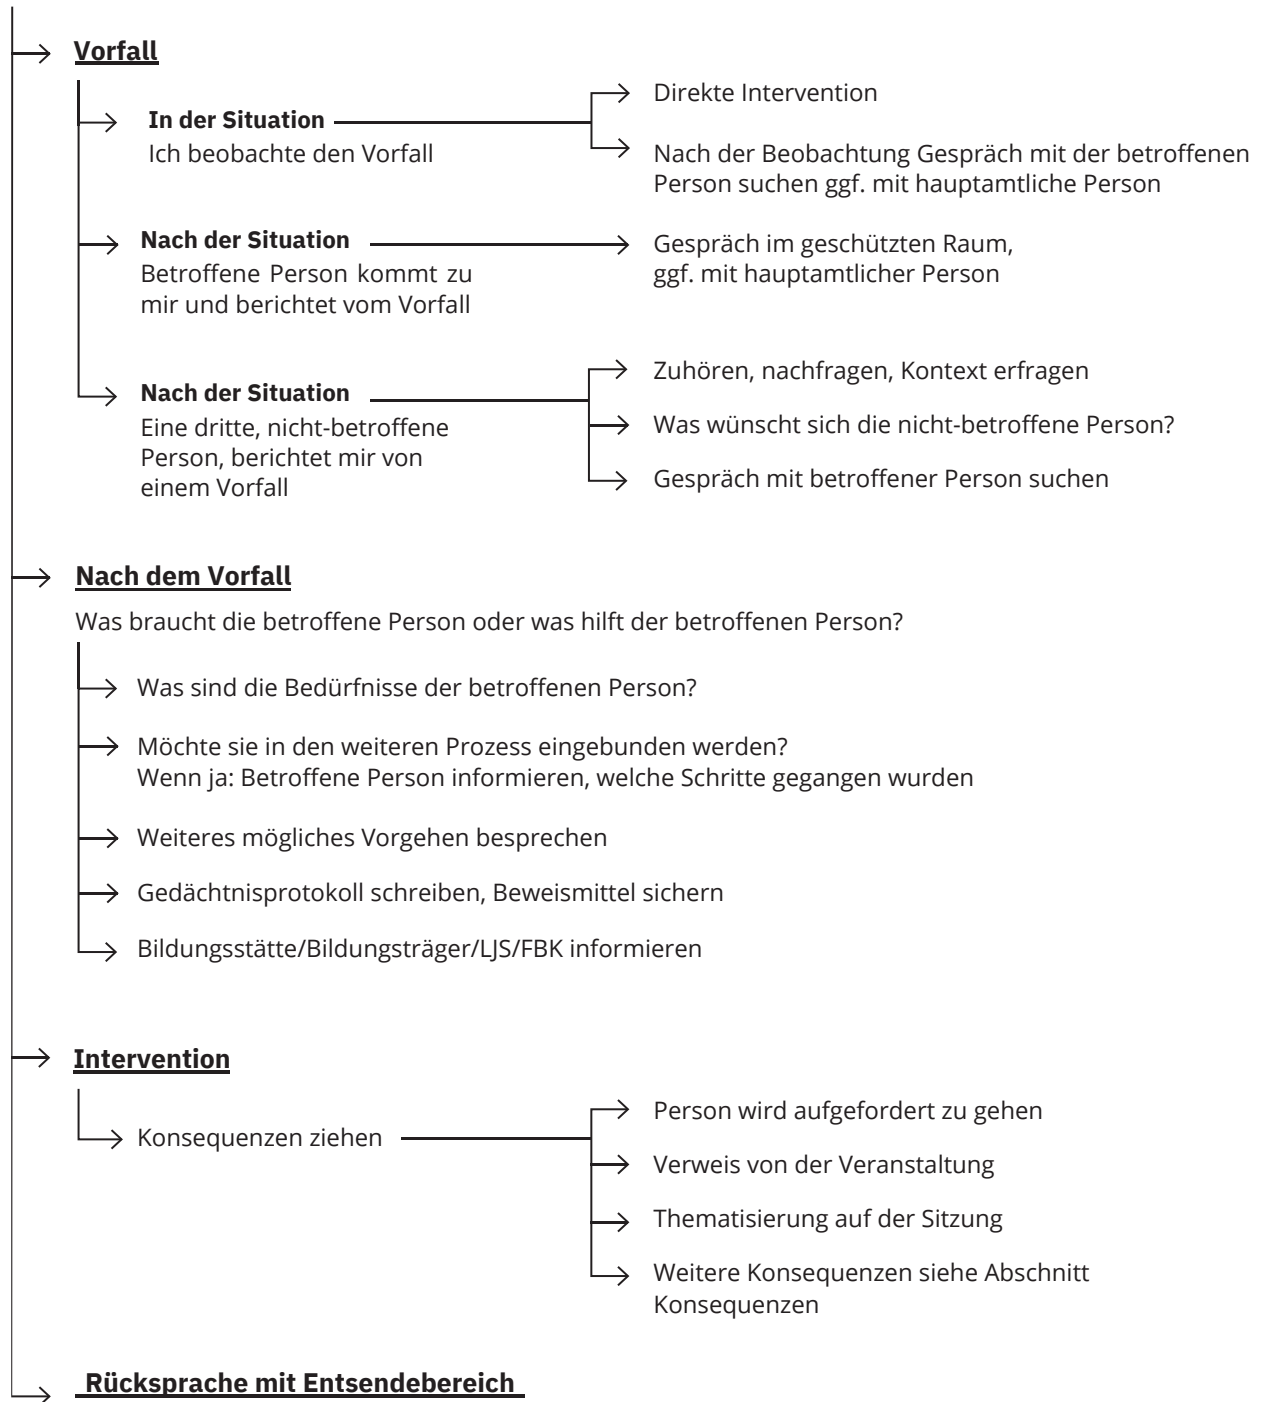 Vorfall
In der Situation
Ich beobachte den Vorfall
Direkte Intervention
Nach der Beobachtung Gespräch mit der betroffenen
Person suchen ggf. mit hauptamtliche Person
Nach der Situation
Betroffene Person kommt zu
mir und berichtet vom Vorfall
Gespräch im geschützten Raum,
ggf. mit hauptamtlicher Person
Nach der Situation
Eine dritte, nicht-betroffene
Person, berichtet mir von
einem Vorfall
Zuhören, nachfragen, Kontext erfragen
Was wünscht sich die nicht-betroffene Person?
Gespräch mit betroffener Person suchen
Nach dem Vorfall
Was braucht die betroffene Person oder was hilft der betroffenen Person?
Was sind die Bedürfnisse der betroffenen Person?
Möchte sie in den weiteren Prozess eingebunden werden?
Wenn ja: Betroffene Person informieren, welche Schritte gegangen wurden
Weiteres mögliches Vorgehen besprechen
Gedächtnisprotokoll schreiben, Beweismittel sichern
Bildungsstätte/Bildungsträger/LJS/FBK informieren
Intervention
Konsequenzen ziehen
Person wird aufgefordert zu gehen
Verweis von der Veranstaltung
Thematisierung auf der Sitzung
Weitere Konsequenzen siehe Abschnitt
Konsequenzen
Rücksprache mit Entsendebereich